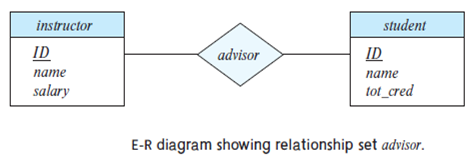 instructor
ID
name
salary
advisor
student
ID
name
tot_cred
E-R diagram showing relationship set advisor.